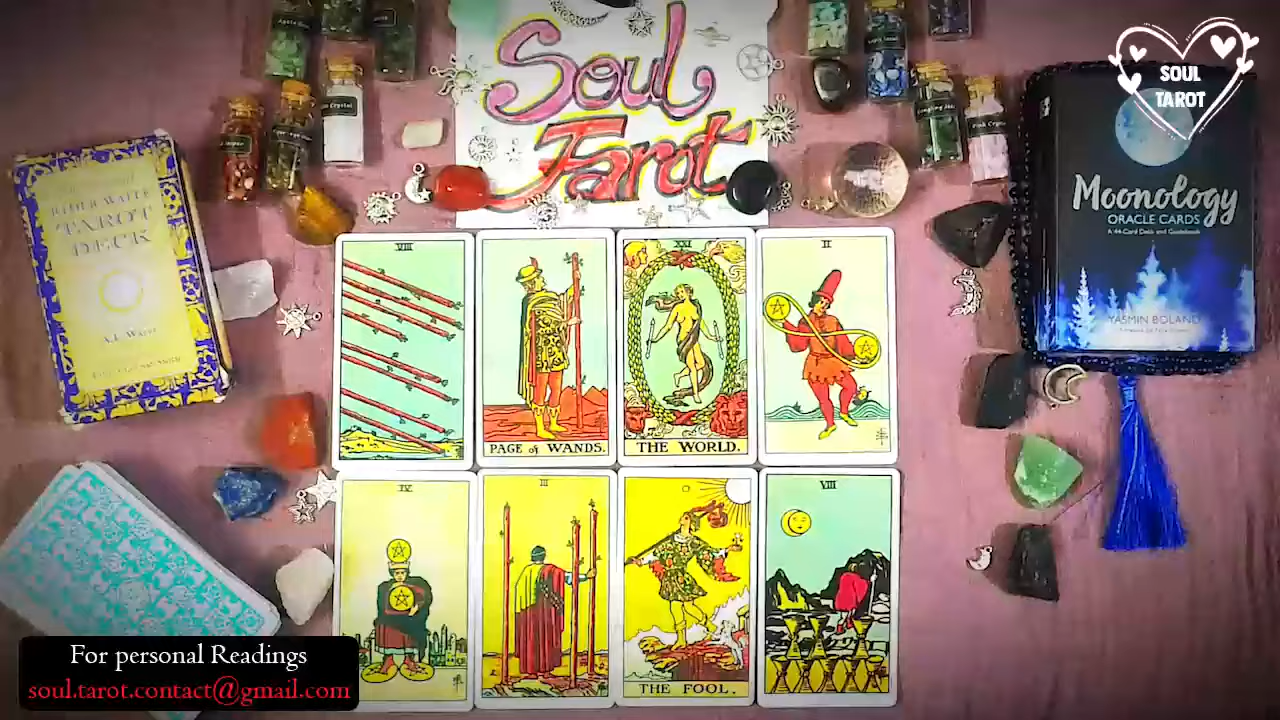 Soul
Tarot
SOUL
TAROT
RIDER WAITE
TAROT
DECK
A.E. WAITE
Moonology
ORACLE CARDS
A 44-Card Deck and Guidebook
YASMIN BOLAND
VIII
PAGE of WANDS.
XXI
THE WORLD.
II
IV
III
0
THE FOOL.
VIII
For personal Readings
soul.tarot.contact@gmail.com